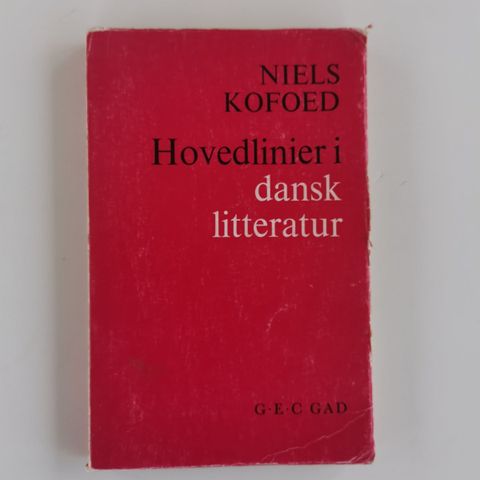 NIELS
KOFOED
Hovedlinier i
dansk
litteratur
G·E·C GAD